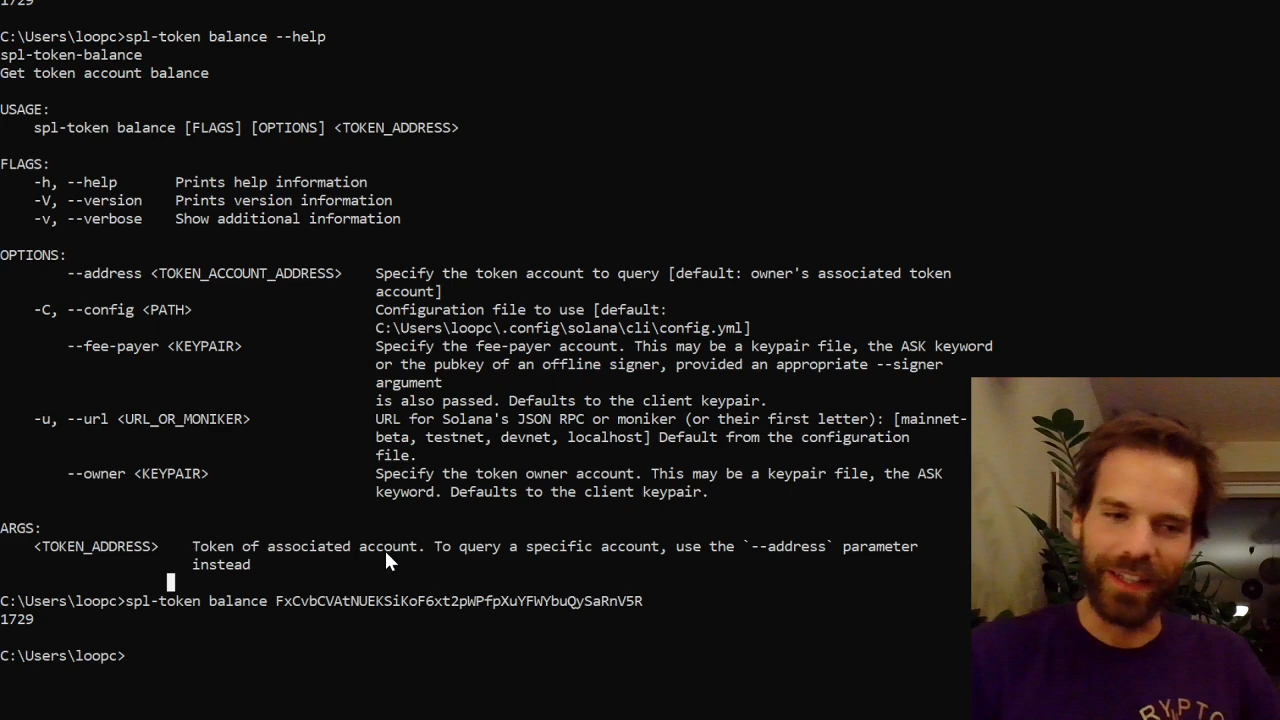 1729
C:\Users\loopc>spl-token balance --help
spl-token-balance
Get token account balance
USAGE:
spl-token balance [FLAGS] [OPTIONS] <TOKEN_ADDRESS>
FLAGS:
-h, --help Prints help information
-V, --version Prints version information
-v, --verbose Show additional information
OPTIONS:
--address <TOKEN_ACCOUNT_ADDRESS> Specify the token account to query [default: owner's associated token
account]
-C, --config <PATH> Configuration file to use [default:
C:\Users\loopc\.config\solana\cli\config.yml]
--fee-payer <KEYPAIR> Specify the fee-payer account. This may be a keypair file, the ASK keyword
or the pubkey of an offline signer, provided an appropriate --signer
argument
is also passed. Defaults to the client keypair.
-u, --url <URL_OR_MONIKER> URL for Solana's JSON RPC or moniker (or their first letter): [mainnet-
beta, testnet, devnet, localhost] Default from the configuration
file.
--owner <KEYPAIR> Specify the token owner account. This may be a keypair file, the ASK
keyword. Defaults to the client keypair.
ARGS:
<TOKEN_ADDRESS> Token of associated account. To query a specific account, use the `--address` parameter
instead
C:\Users\loopc>spl-token balance FxCvbCVAtNUEKSiKoF6xt2pWPfpXuYFWYbuQySaRnV5R
1729
C:\Users\loopc>